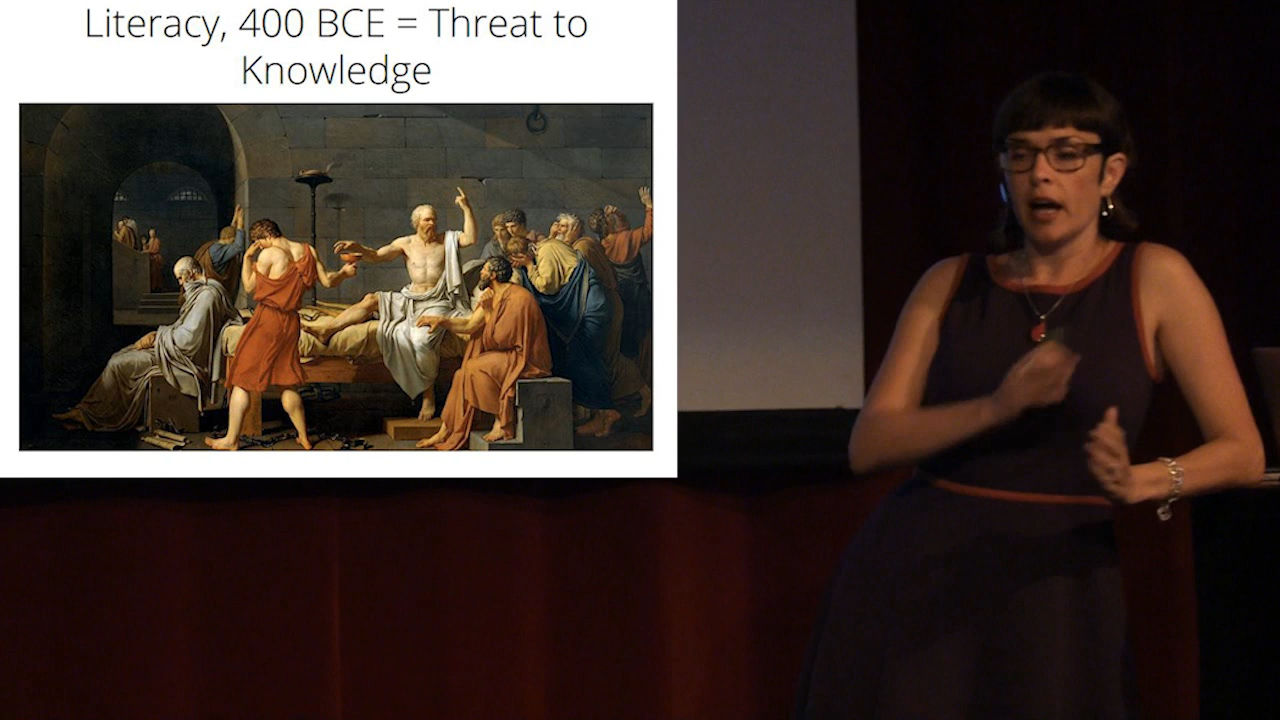 Literacy, 400 BCE = Threat to
Knowledge